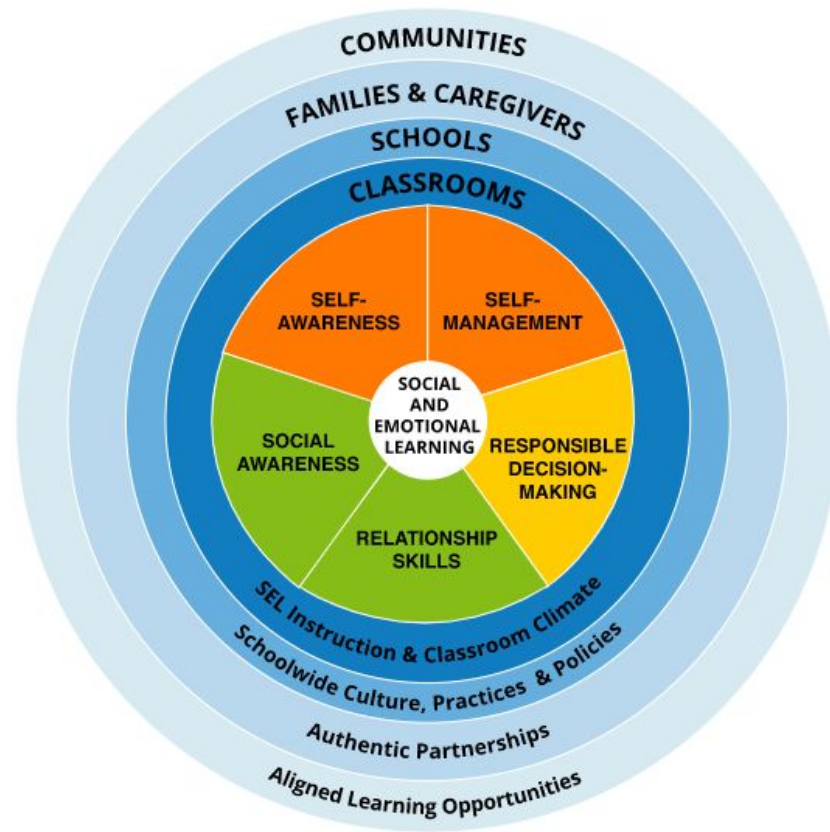 COMMUNITIES
FAMILIES & CAREGIVERS
SCHOOLS
CLASSROOMS
SELF-
AWARENESS
SELF-
MANAGEMENT
SOCIAL
AND
EMOTIONAL
LEARNING
SOCIAL
AWARENESS
RESPONSIBLE
DECISION-
MAKING
RELATIONSHIP
SKILLS
SEL Instruction & Classroom Climate
Schoolwide Culture, Practices & Policies
Authentic Partnerships
Aligned Learning Opportunities